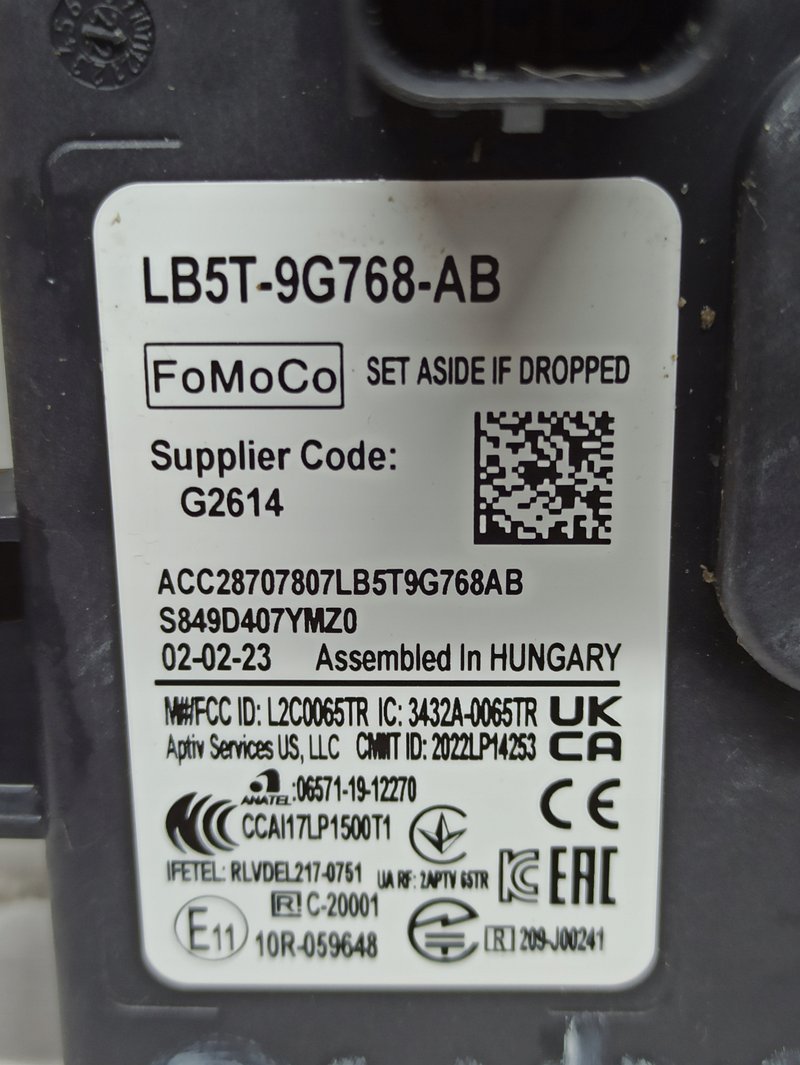 LB5T-9G768-AB
FoMoCo SET ASIDE IF DROPPED
Supplier Code:
G2614
ACC28707807LB5T9G768AB
S849D407YMZ0
02-02-23 Assembled In HUNGARY
M#/FCC ID: L2C0065TR IC: 3432A-0065TR UK
Aptiv Services US, LLC CMIIT ID: 2022LP14253 CA
ANATEL :06571-19-12270 CE
CCAI17LP1500T1
IFETEL: RLVDEL217-0751 UA RF: 2APTV 65TR KC EAC
R C-20001
E11 10R-059648 R 209-J00241